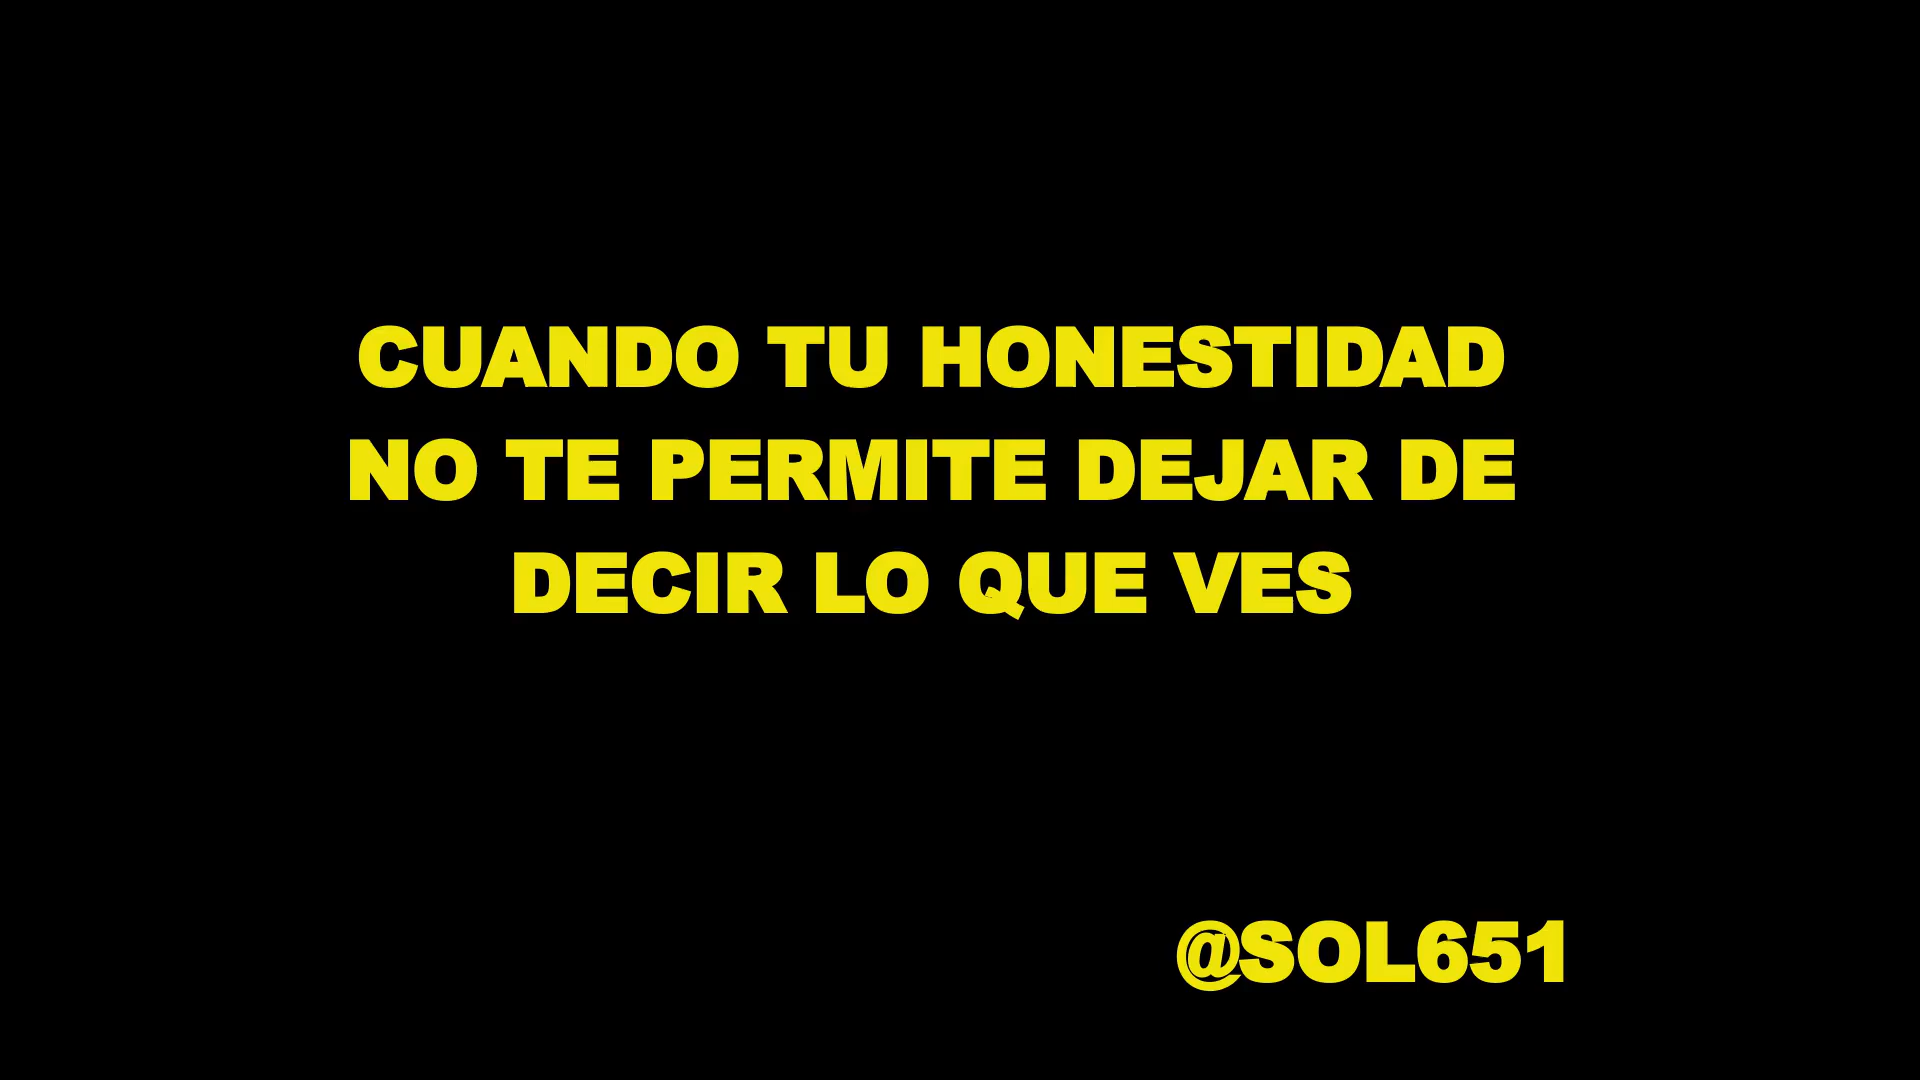 CUANDO TU HONESTIDAD
NO TE PERMITE DEJAR DE
DECIR LO QUE VES
@SOL651